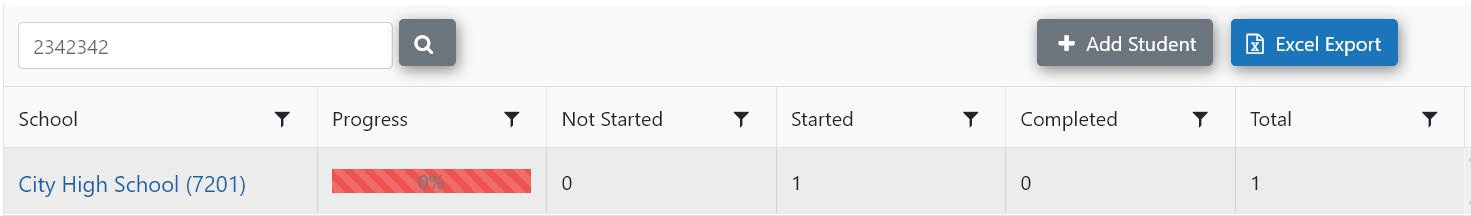 2342342
Add Student
Excel Export
School Progress Not Started Started Completed Total
City High School (7201) 0% 0 1 0 1